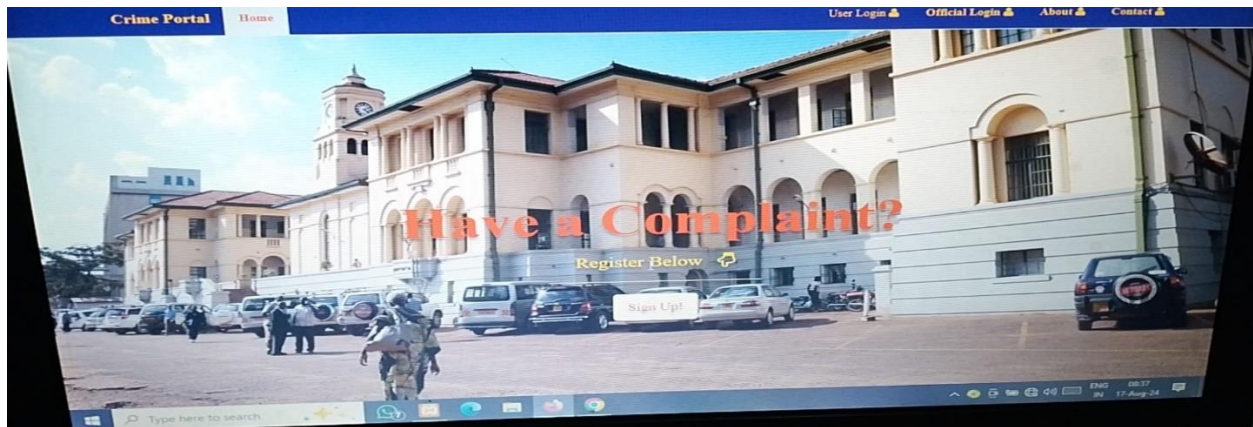 Crime Portal Home User Login Official Login About Contact
Have a Complaint?
Register Below
Sign Up!
Type here to search
ENG 08:37
IN 17-Aug-24